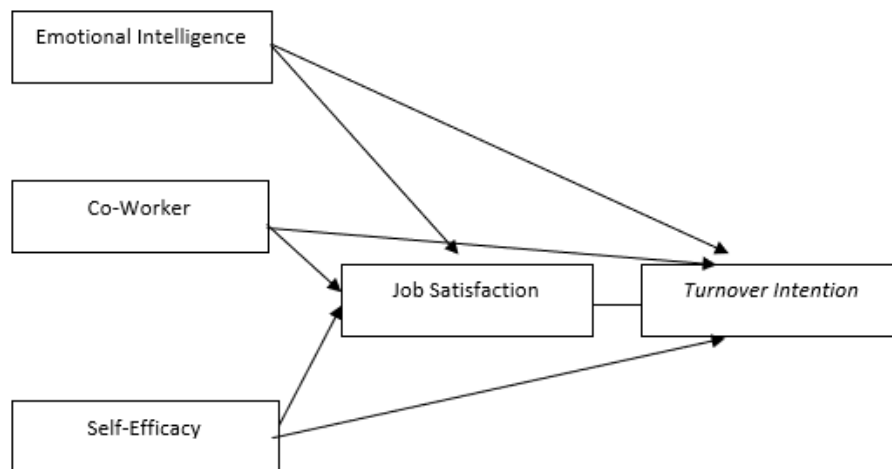 Emotional Intelligence
Co-Worker
Job Satisfaction
Turnover Intention
Self-Efficacy